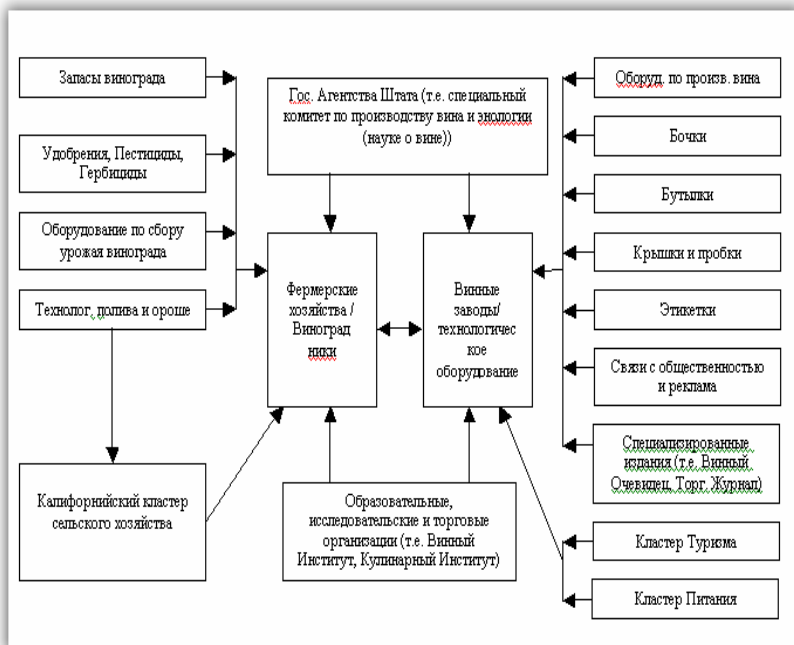 Запасы винограда
Удобрения, Пестициды,
Гербициды
Оборудование по сбору
урожая винограда
Технолог, полива и ороше
Калифорнийский кластер
сельского хозяйства
Гос. Агентства Штата (т.е. специальный
комитет по производству вина и энологии
(науке о вине))
Фермерские
хозяйства /
Виноград
ники
Винные
заводы/
технологичес
кое
оборудование
Образовательные,
исследовательские и торговые
организации (т.е. Винный
Институт, Кулинарный Институт)
Оборуд. по произв. вина
Бочки
Бутылки
Крышки и пробки
Этикетки
Связи с общественностью
и реклама
Специализированные
издания (т.е. Винный
Очевидец, Торг. Журнал)
Кластер Туризма
Кластер Питания